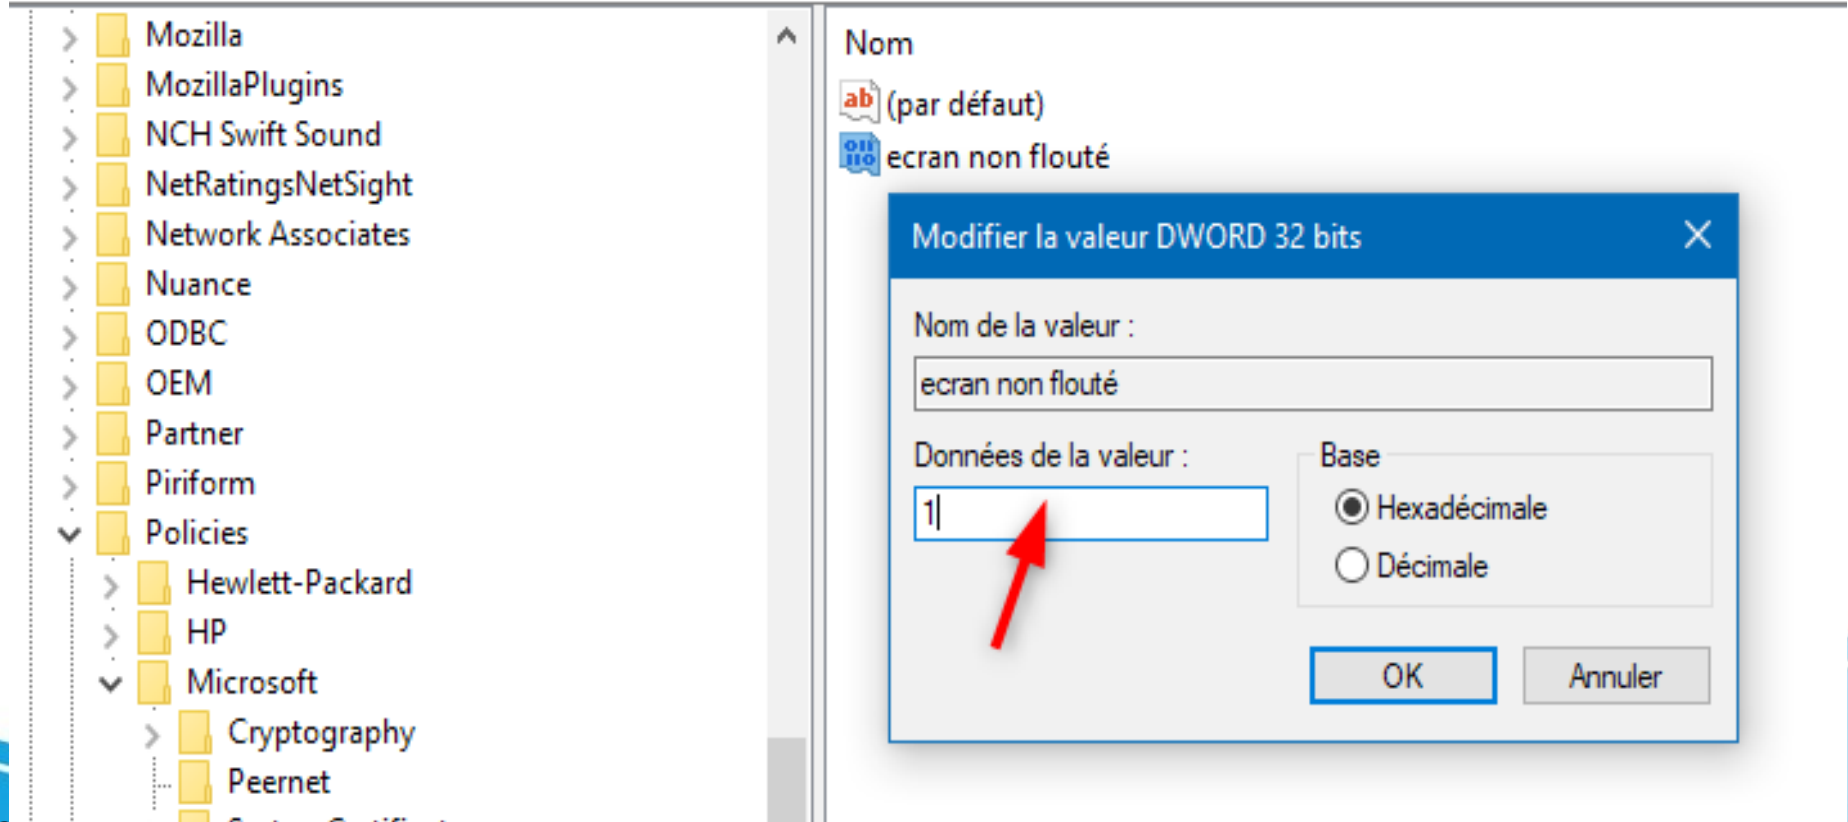 Mozilla
MozillaPlugins
NCH Swift Sound
NetRatingsNetSight
Network Associates
Nuance
ODBC
OEM
Partner
Piriform
Policies
Hewlett-Packard
HP
Microsoft
Cryptography
Peernet
Nom
ab (par défaut)
ecran non flouté
Modifier la valeur DWORD 32 bits
Nom de la valeur :
ecran non flouté
Données de la valeur :
1
Base
Hexadécimale
Décimale
OK
Annuler